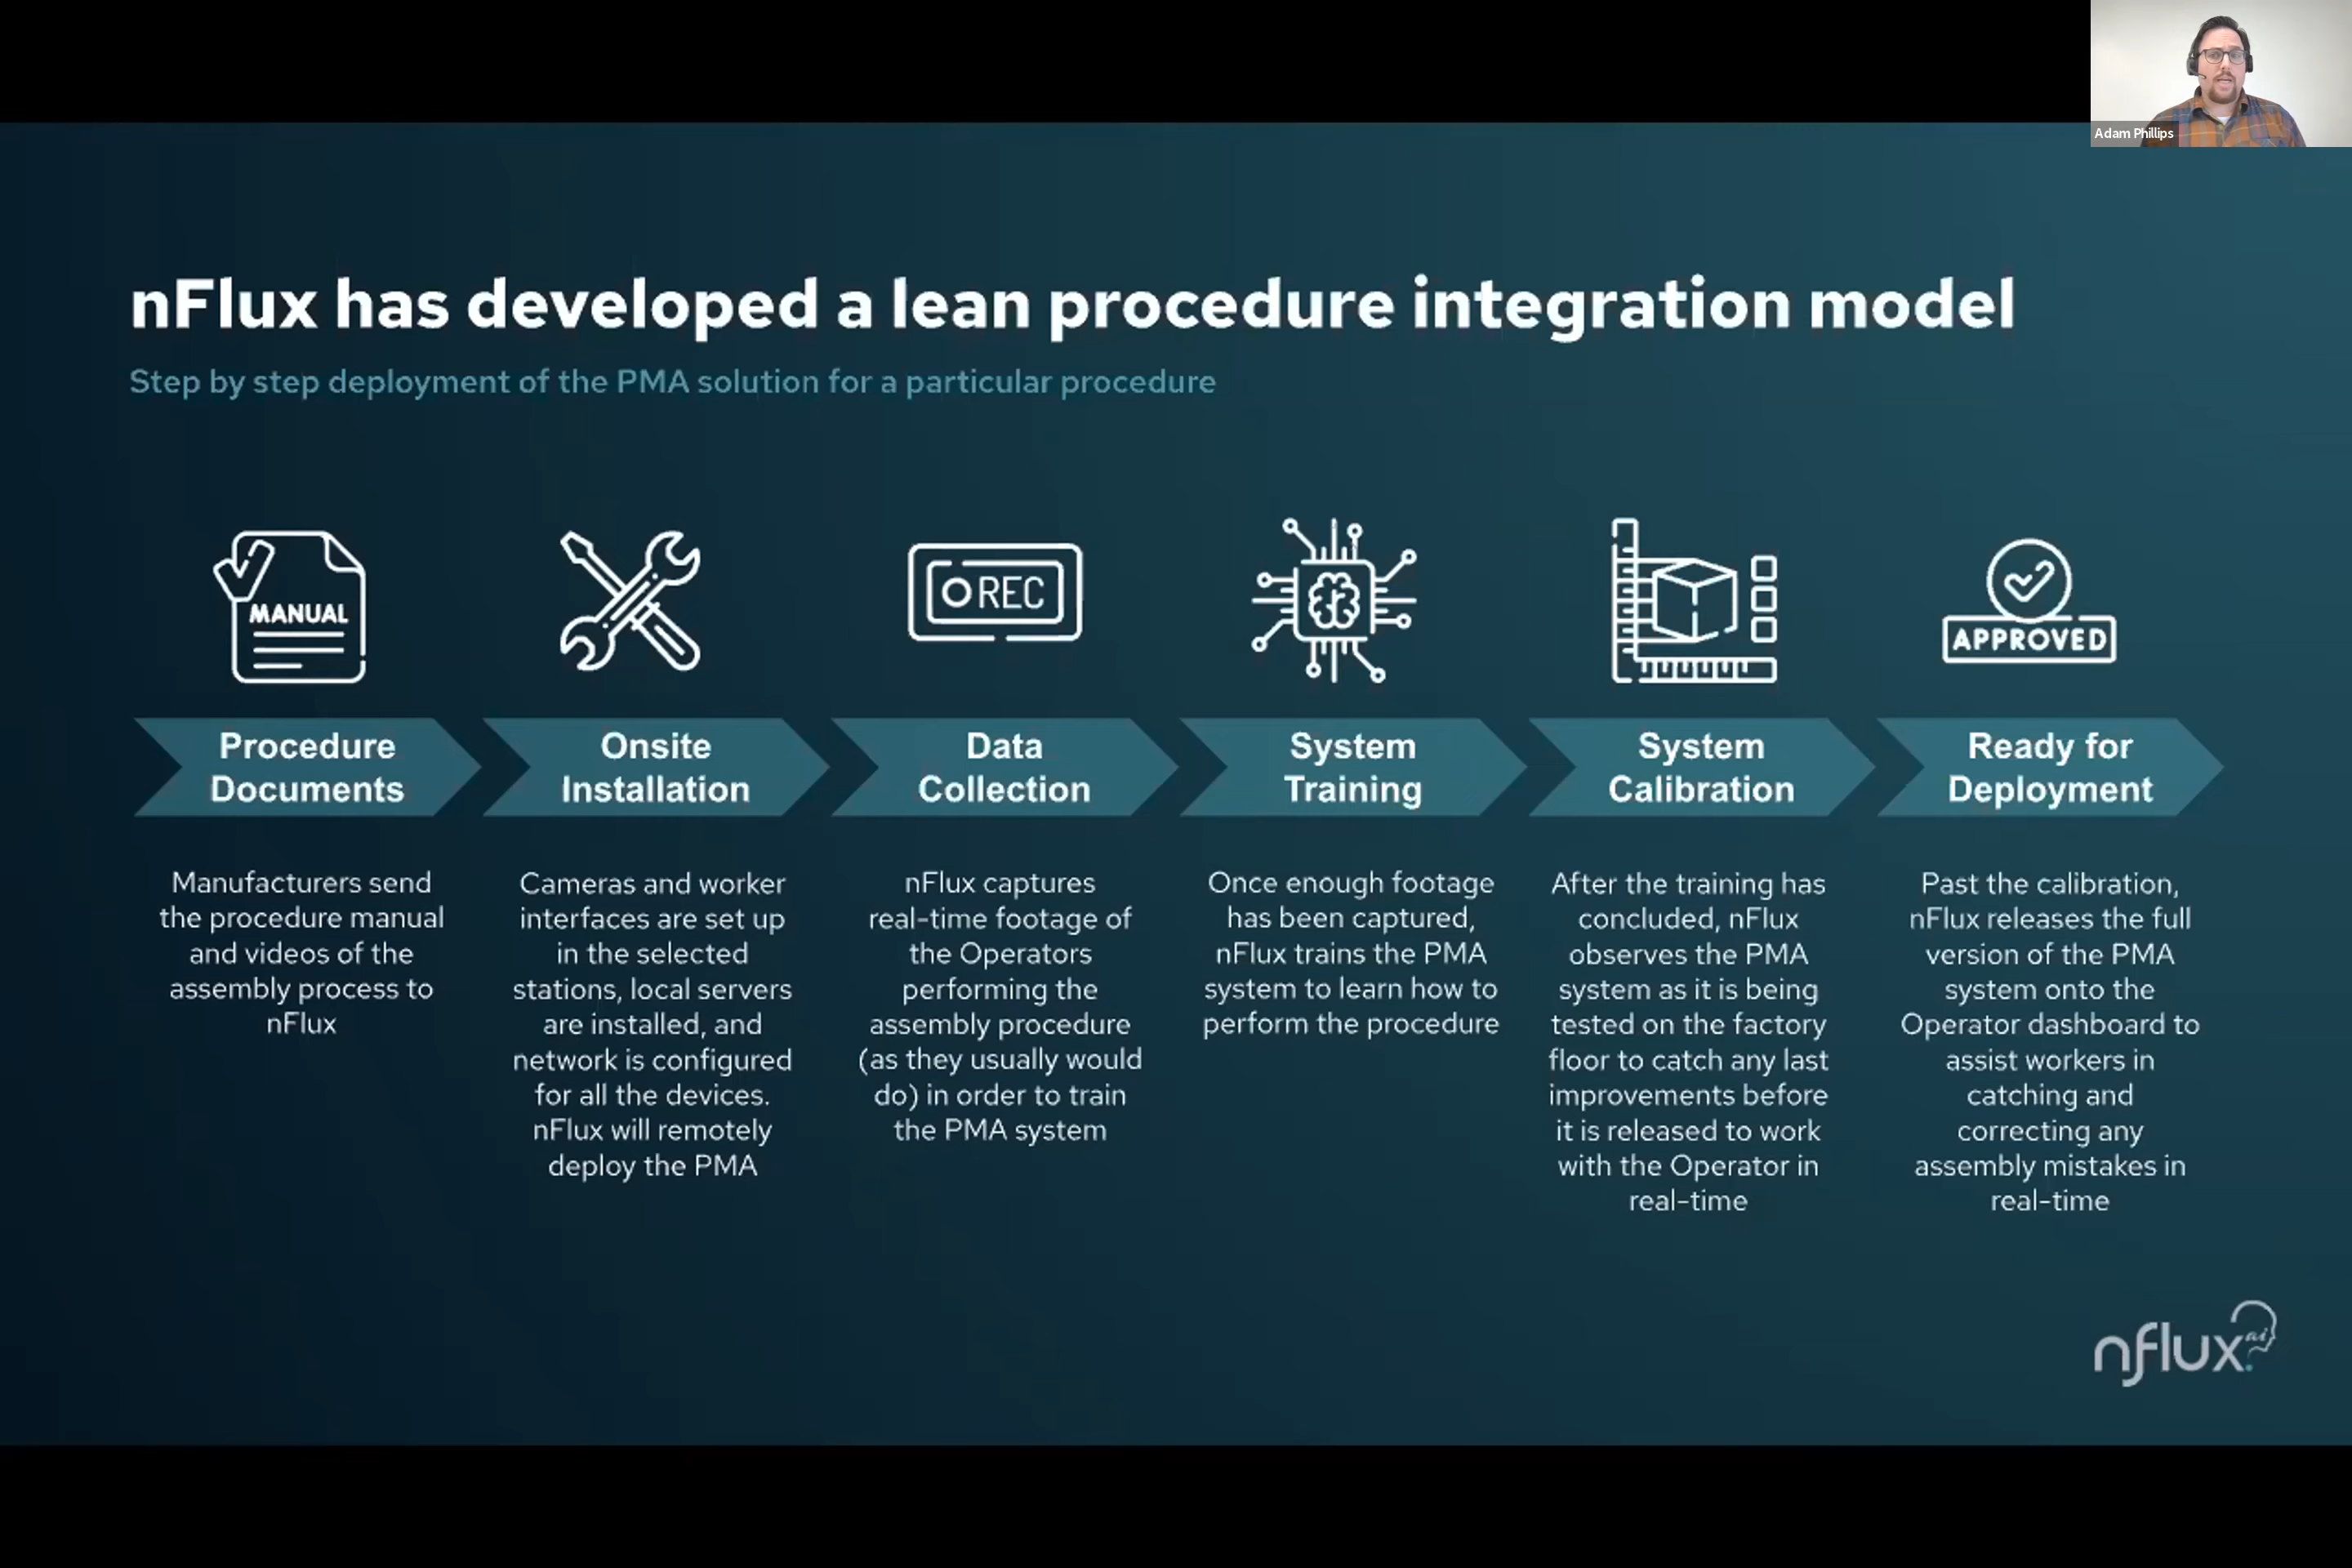 Adam Phillips
nFlux has developed a lean procedure integration model
Step by step deployment of the PMA solution for a particular procedure
MANUAL
REC
APPROVED
Procedure
Documents
Manufacturers send
the procedure manual
and videos of the
assembly process to
nFlux
Onsite
Installation
Cameras and worker
interfaces are set up
in the selected
stations, local servers
are installed, and
network is configured
for all the devices.
nFlux will remotely
deploy the PMA
Data
Collection
nFlux captures
real-time footage of
the Operators
performing the
assembly procedure
(as they usually would
do) in order to train
the PMA system
System
Training
Once enough footage
has been captured,
nFlux trains the PMA
system to learn how to
perform the procedure
System
Calibration
After the training has
concluded, nFlux
observes the PMA
system as it is being
tested on the factory
floor to catch any last
improvements before
it is released to work
with the Operator in
real-time
Ready for
Deployment
Past the calibration,
nFlux releases the full
version of the PMA
system onto the
Operator dashboard to
assist workers in
catching and
correcting any
assembly mistakes in
real-time
nflux.ai